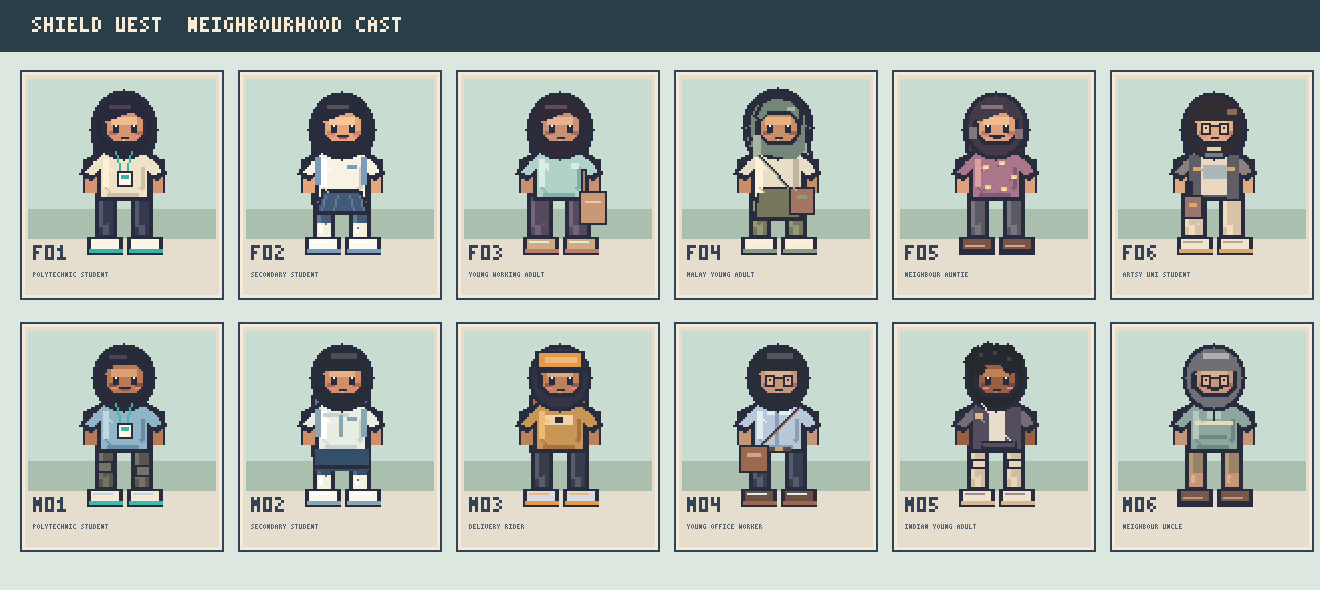 SHIELD WEST NEIGHBOURHOOD CAST
F01
POLYTECHNIC STUDENT
F02
SECONDARY STUDENT
F03
YOUNG WORKING ADULT
F04
MALAY YOUNG ADULT
F05
NEIGHBOUR AUNTIE
F06
ARTSY UNI STUDENT
M01
POLYTECHNIC STUDENT
M02
SECONDARY STUDENT
M03
DELIVERY RIDER
M04
YOUNG OFFICE WORKER
M05
INDIAN YOUNG ADULT
M06
NEIGHBOUR UNCLE